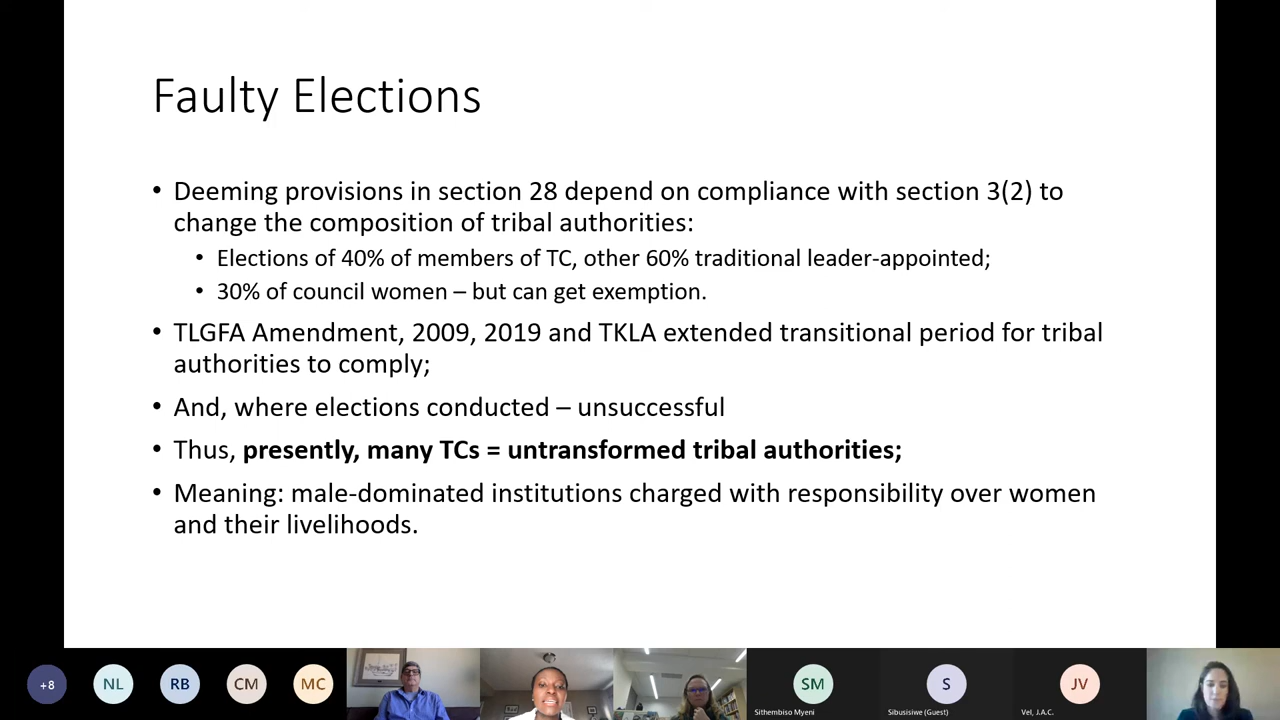 Faulty Elections
• Deeming provisions in section 28 depend on compliance with section 3(2) to
change the composition of tribal authorities:
• Elections of 40% of members of TC, other 60% traditional leader-appointed;
• 30% of council women – but can get exemption.
• TLGFA Amendment, 2009, 2019 and TKLA extended transitional period for tribal
authorities to comply;
• And, where elections conducted – unsuccessful
• Thus, presently, many TCs = untransformed tribal authorities;
• Meaning: male-dominated institutions charged with responsibility over women
and their livelihoods.
+8 NL RB CM MC SM S JV
Sithembiso Myeni Sibusisiwe (Guest) Vel, J.A.C.